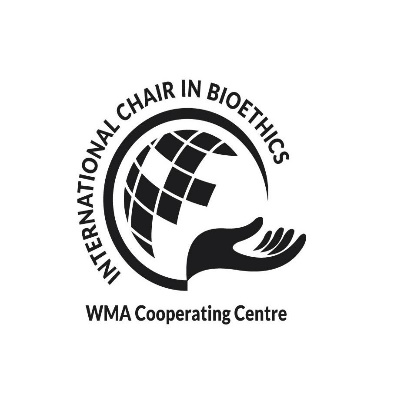 INTERNATIONAL CHAIR IN BIOETHICS
WMA Cooperating Centre